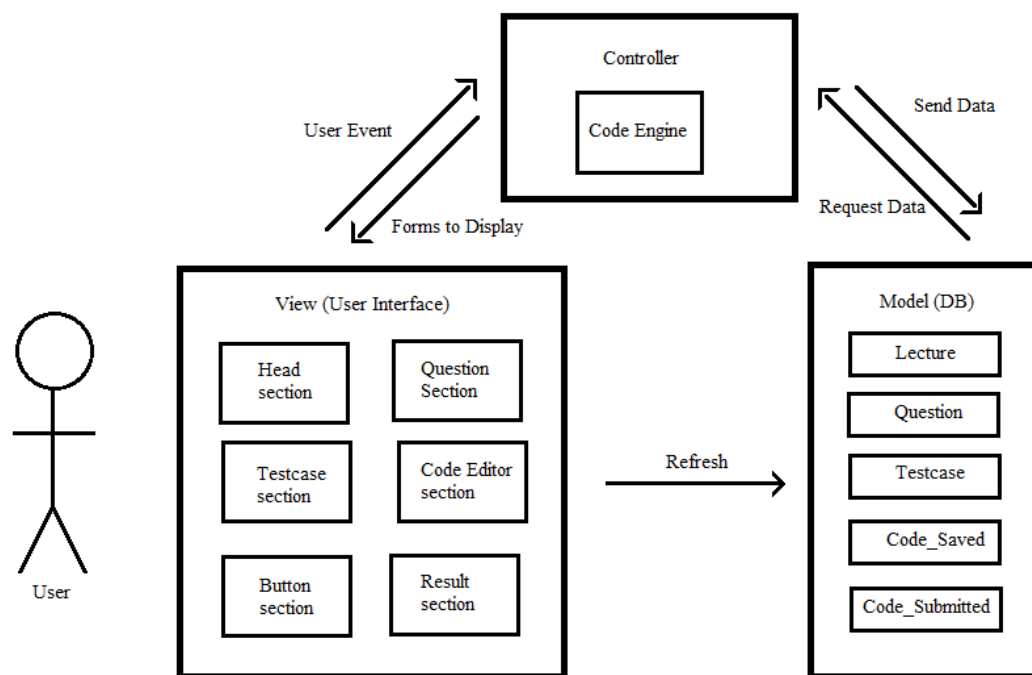 Controller
Code Engine
User Event
Forms to Display
Send Data
Request Data
View (User Interface)
Head
section
Question
Section
Testcase
section
Code Editor
section
Button
section
Result
section
User
Refresh
Model (DB)
Lecture
Question
Testcase
Code_Saved
Code_Submitted